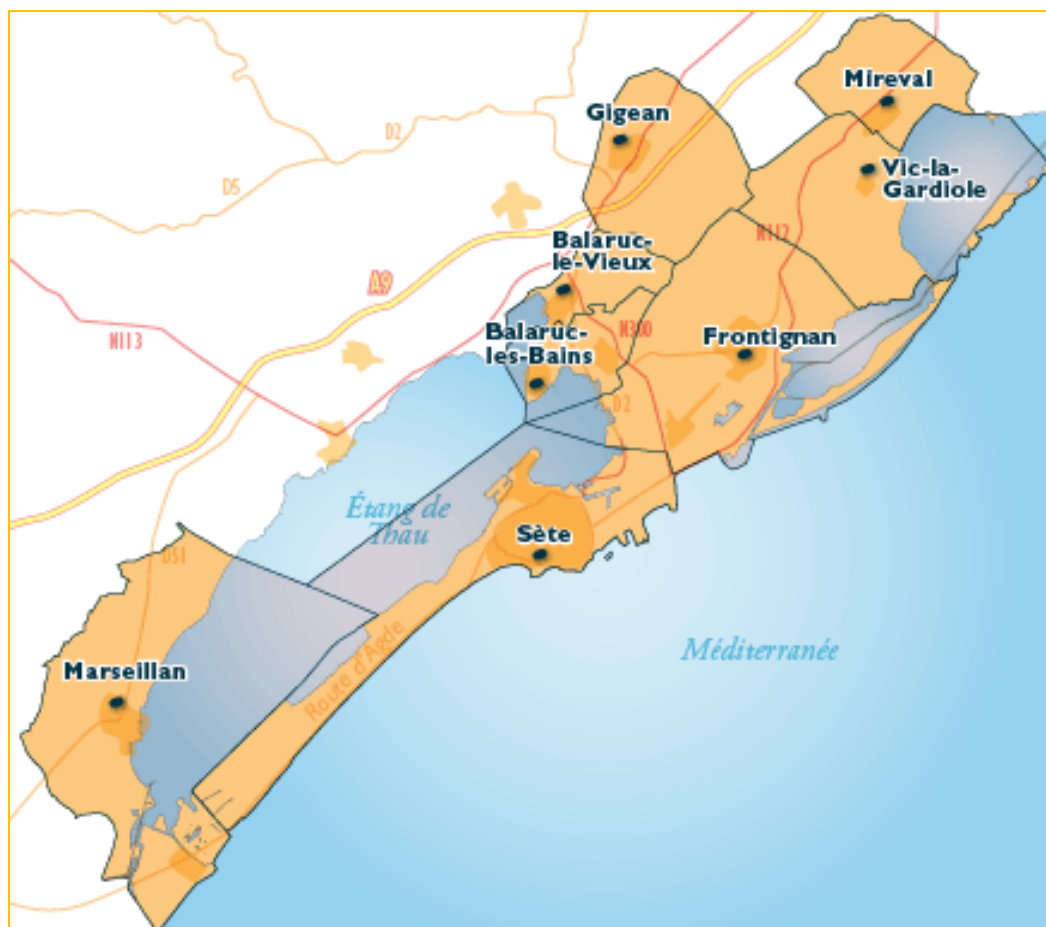 Mireval
Gigean
D2
Vic-la-
Gardiole
D5
N112
Balaruc-
le-Vieux
A9
N113
N300
Balaruc-
les-Bains
Frontignan
D2
Étang de
Thau
Sète
D51
Route d'Agde
Méditerranée
Marseillan